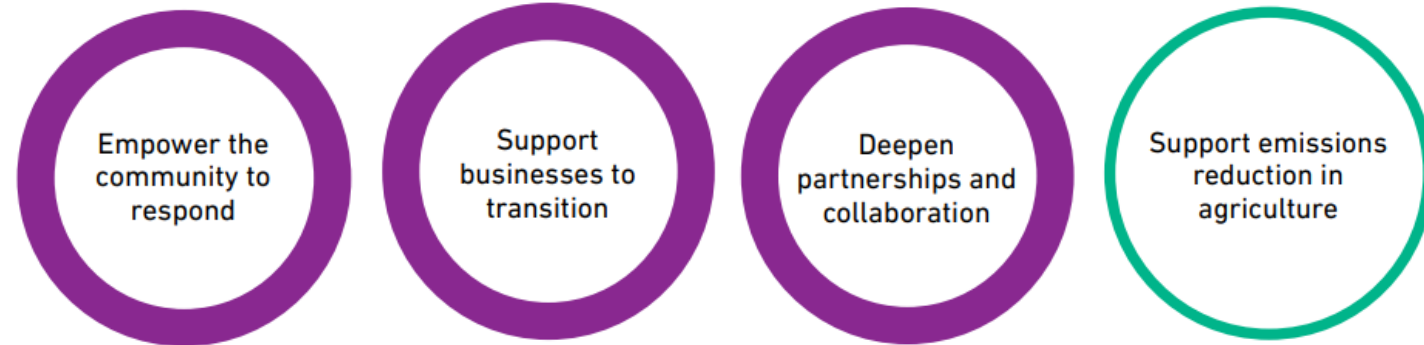 Empower the
community to
respond
Support
businesses to
transition
Deepen
partnerships and
collaboration
Support emissions
reduction in
agriculture